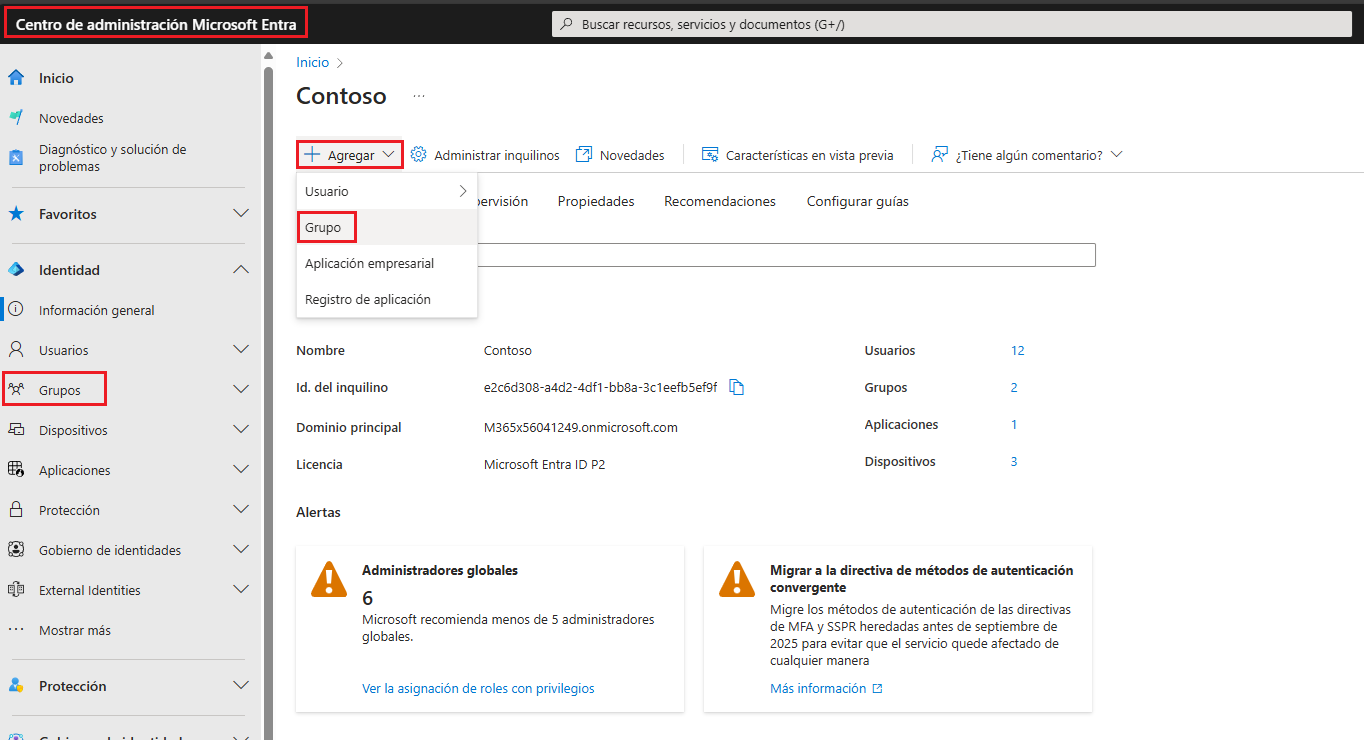 Centro de administración Microsoft Entra
Buscar recursos, servicios y documentos (G+/)
Inicio
Novedades
Diagnóstico y solución de
problemas
Favoritos
Identidad
Información general
Usuarios
Grupos
Dispositivos
Aplicaciones
Protección
Gobierno de identidades
External Identities
Mostrar más
Protección
Inicio
Contoso
Agregar
Administrar inquilinos
Novedades
Características en vista previa
¿Tiene algún comentario?
Usuario
Grupo
Aplicación empresarial
Registro de aplicación
Propiedades
Recomendaciones
Configurar guías
Nombre Contoso
Id. del inquilino e2c6d308-a4d2-4df1-bb8a-3c1eefb5ef9f
Dominio principal M365x56041249.onmicrosoft.com
Licencia Microsoft Entra ID P2
Usuarios 12
Grupos 2
Aplicaciones 1
Dispositivos 3
Alertas
Administradores globales
6
Microsoft recomienda menos de 5 administradores
globales.
Ver la asignación de roles con privilegios
Migrar a la directiva de métodos de autenticación
convergente
Migre los métodos de autenticación de las directivas
de MFA y SSPR heredadas antes de septiembre de
2025 para evitar que el servicio quede afectado de
cualquier manera
Más información